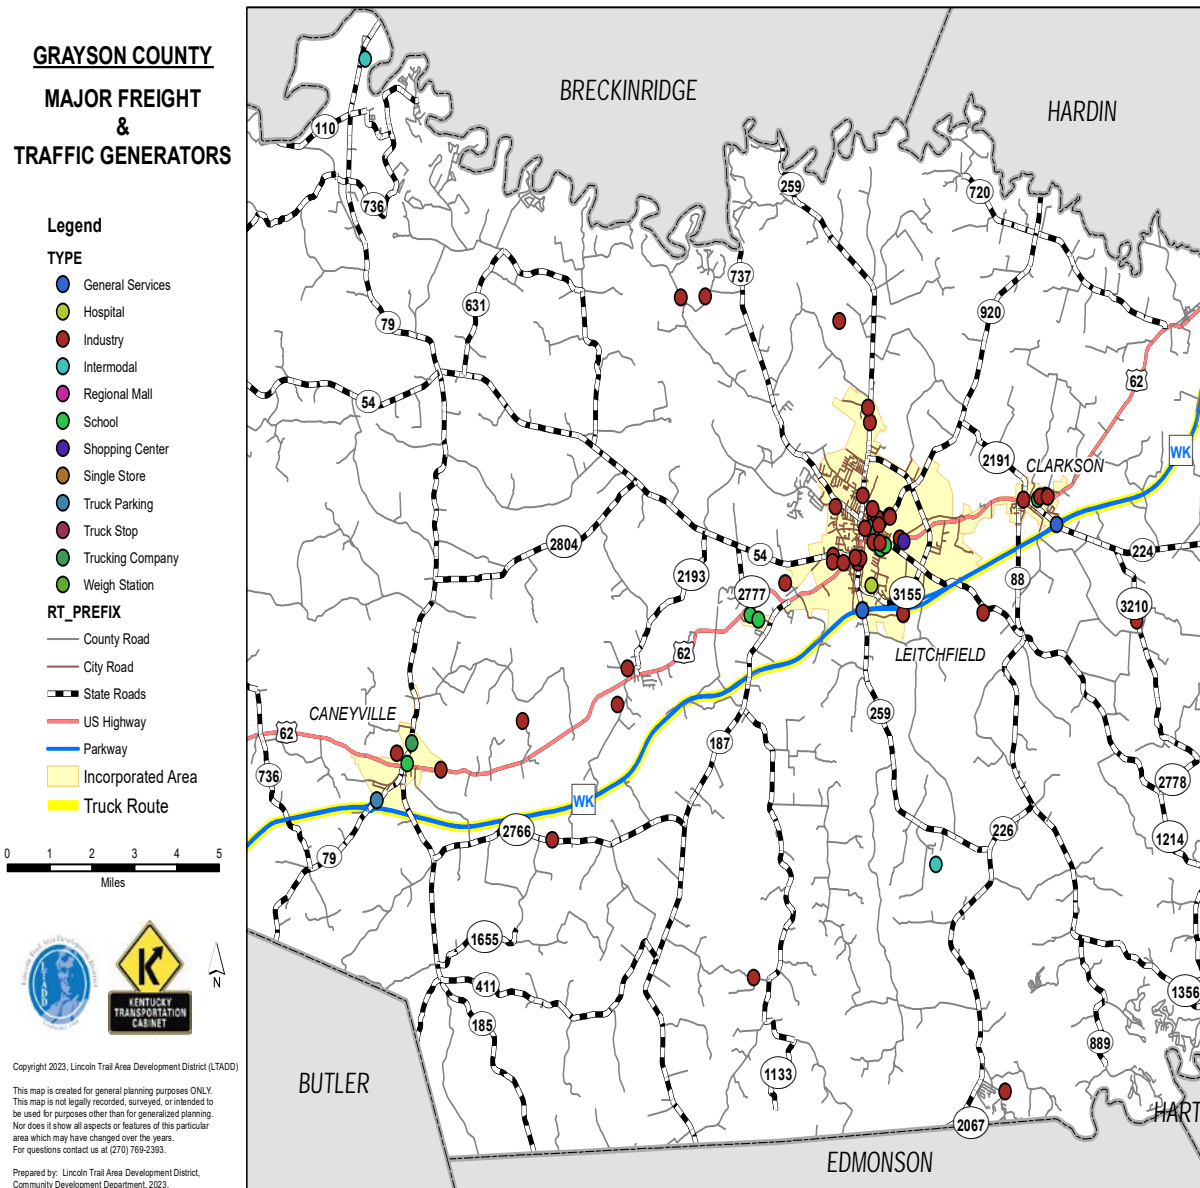 GRAYSON COUNTY
MAJOR FREIGHT
&
TRAFFIC GENERATORS
Legend
TYPE
General Services
Hospital
Industry
Intermodal
Regional Mall
School
Shopping Center
Single Store
Truck Parking
Truck Stop
Trucking Company
Weigh Station
RT_PREFIX
County Road
City Road
State Roads
US Highway
Parkway
Incorporated Area
Truck Route
0 1 2 3 4 5
Miles
Lincoln Trail Area Development District
LTADD
KENTUCKY
TRANSPORTATION
CABINET
N
Copyright 2023, Lincoln Trail Area Development District (LTADD)
This map is created for general planning purposes ONLY.
This map is not legally recorded, surveyed, or intended to
be used for purposes other than for generalized planning.
Nor does it show all aspects or features of this particular
area which may have changed over the years.
For questions contact us at (270) 769-2393.
Prepared by: Lincoln Trail Area Development District,
Community Development Department, 2023.
BRECKINRIDGE
HARDIN
110
736
259
720
737
631
79
920
54
62
WK
2191
CLARKSON
2804
54
224
2193
88
2777
3155
3210
62
LEITCHFIELD
CANEYVILLE
259
62
187
736
2778
WK
2766
226
1214
79
1655
411
1356
185
889
1133
BUTLER
HART
2067
EDMONSON